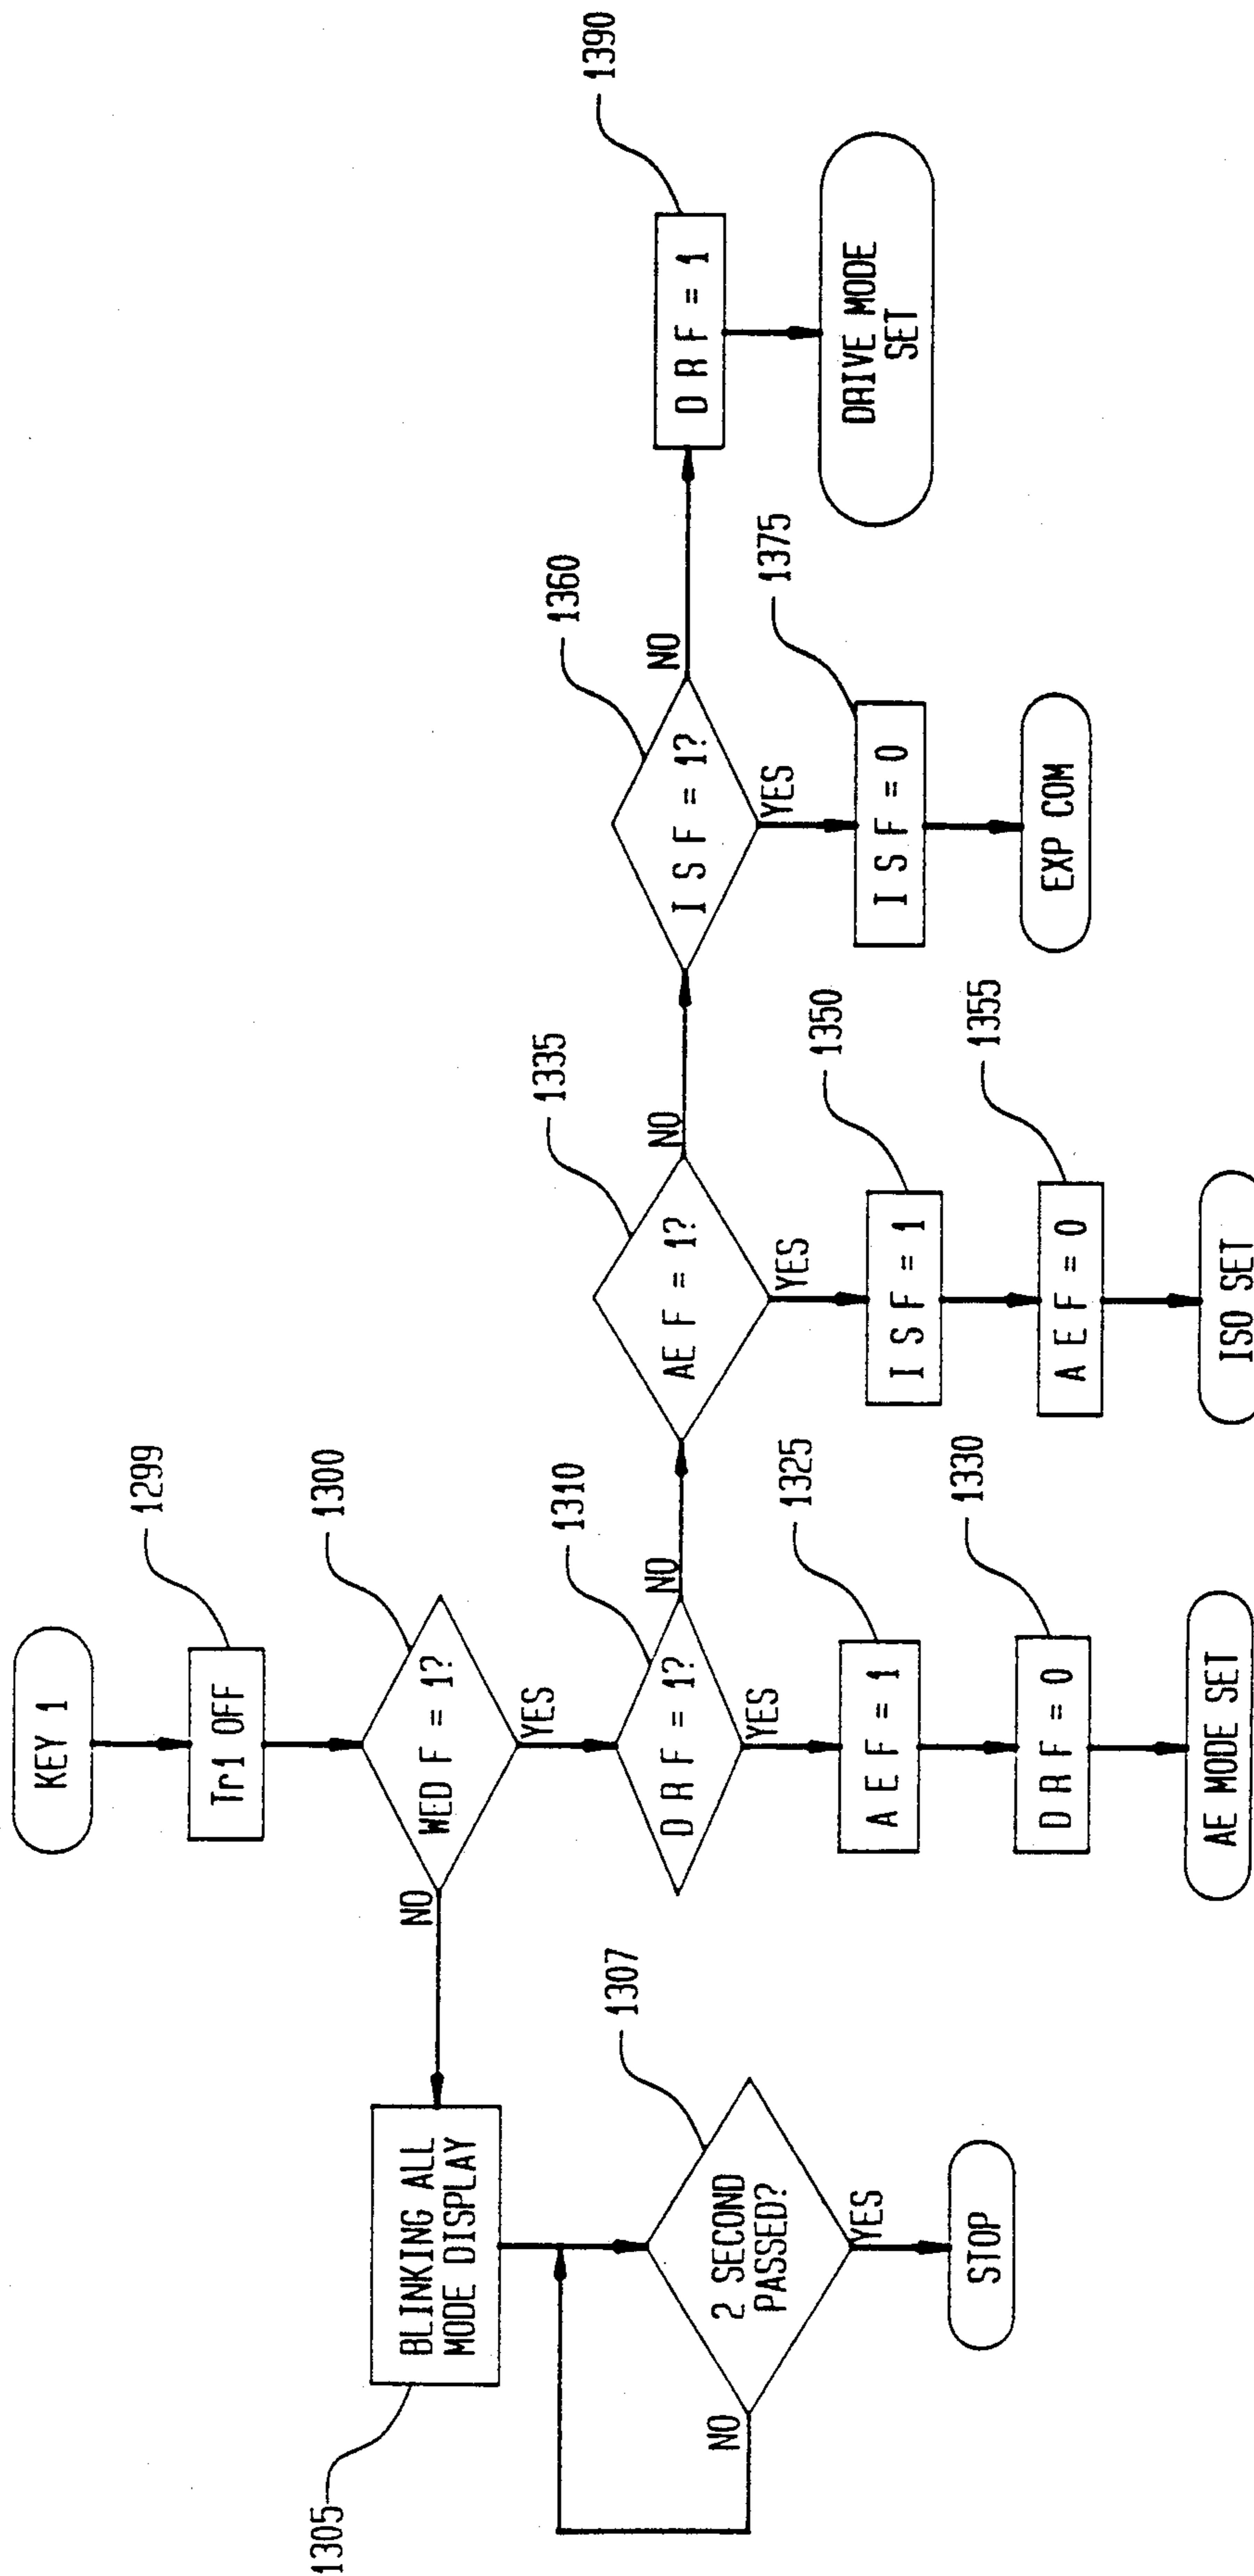 KEY 1
1299
Tr1 OFF
1300
WED F = 1?
NO
YES
1305
BLINKING ALL
MODE DISPLAY
1307
2 SECOND
PASSED?
NO
YES
STOP
1310
D R F = 1?
NO
YES
1325
A E F = 1
1330
D R F = 0
AE MODE SET
1335
AE F = 1?
NO
YES
1350
I S F = 1
1355
A E F = 0
ISO SET
1360
I S F = 1?
NO
YES
1375
I S F = 0
EXP COM
1390
D R F = 1
DRIVE MODE
SET